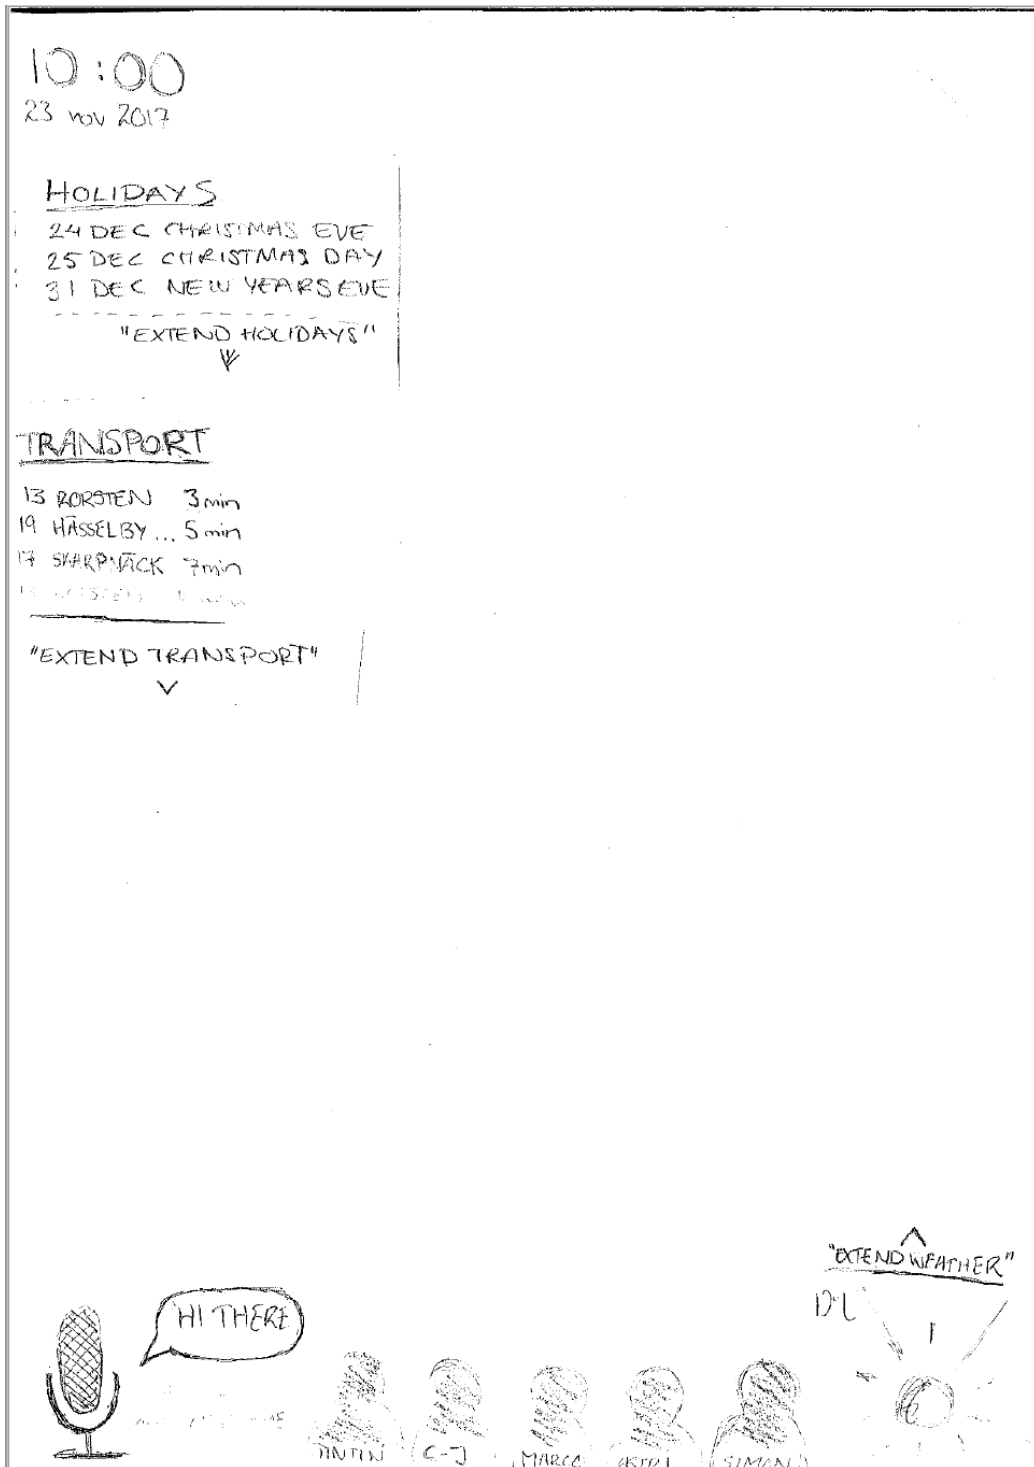 10:00
23 nov 2017
HOLIDAYS
24 DEC CHRISTMAS EVE
25 DEC CHRISTMAS DAY
31 DEC NEW YEARS EVE
"EXTEND HOLIDAYS"
TRANSPORT
13 RORSTEN 3 min
19 HÄSSELBY... 5 min
17 SKARPNÄCK 7 min
"EXTEND TRANSPORT"
"EXTEND WEATHER"
HI THERE
TINTIN C-J MARCO SIMON